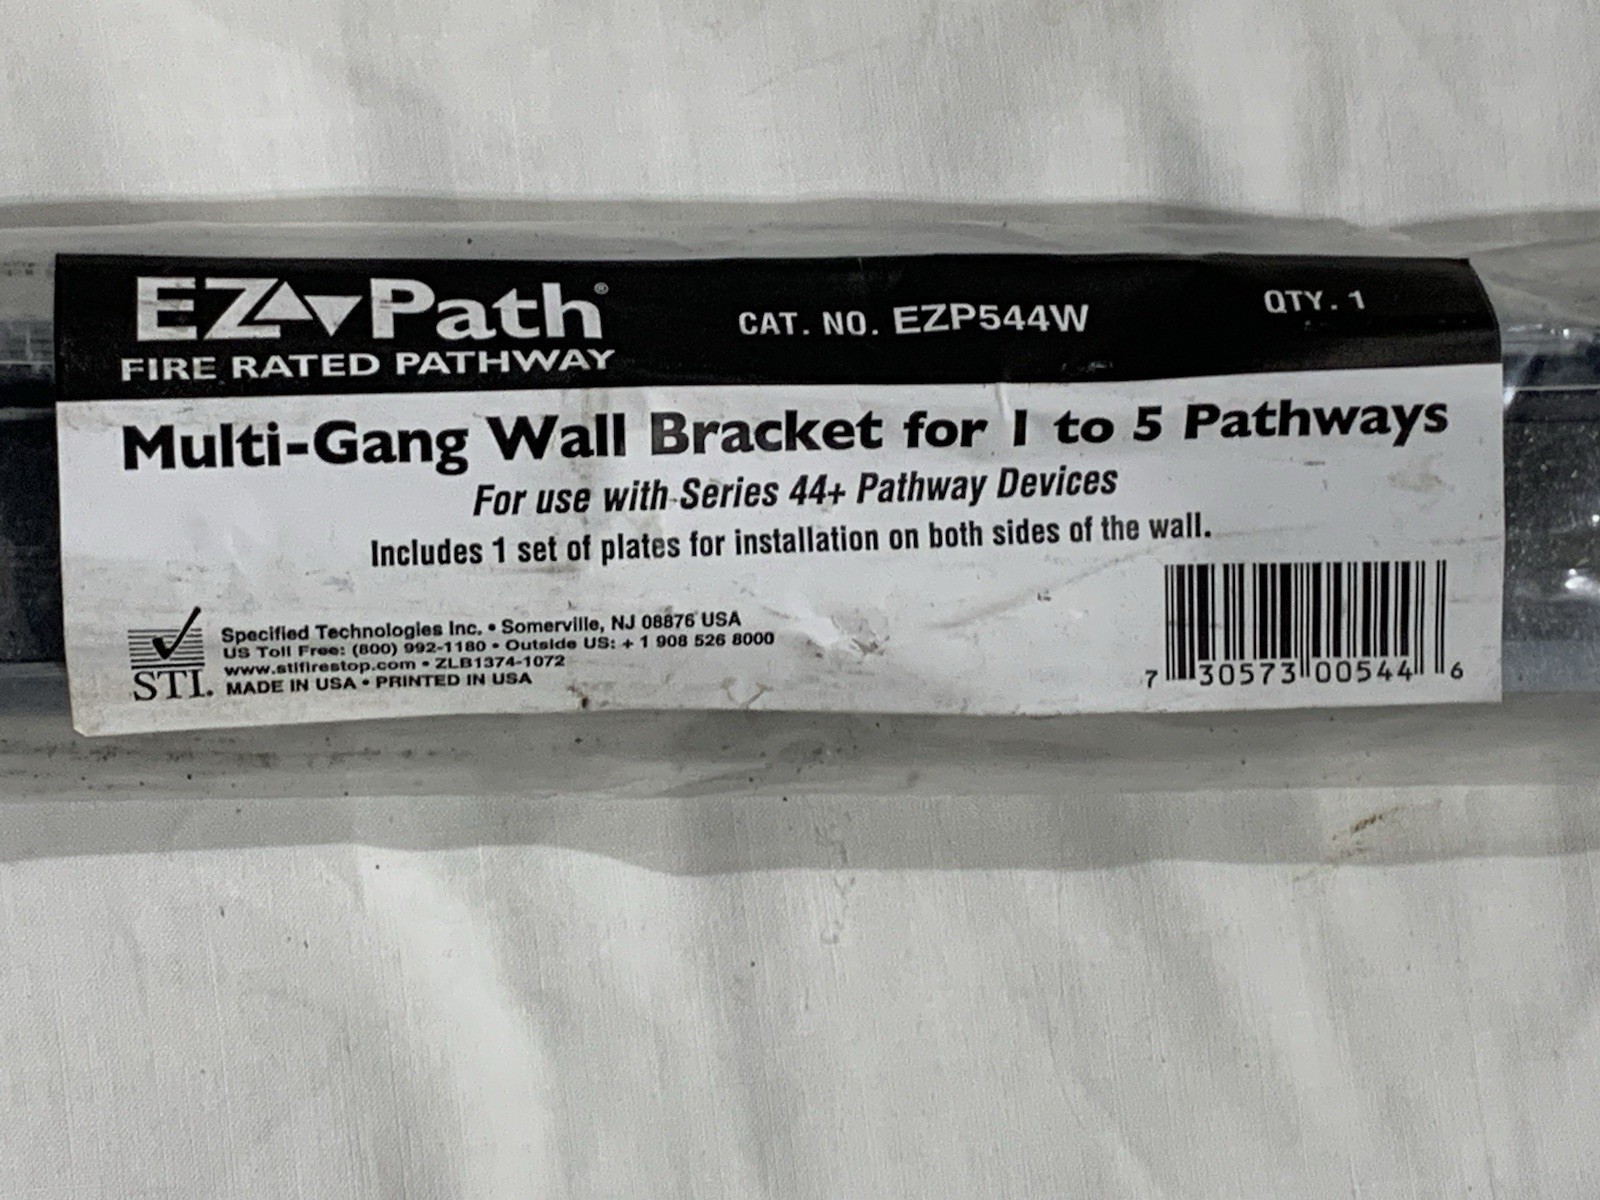 EZ Path®
FIRE RATED PATHWAY
CAT. NO. EZP544W
QTY. 1
Multi-Gang Wall Bracket for 1 to 5 Pathways
For use with Series 44+ Pathway Devices
Includes 1 set of plates for installation on both sides of the wall.
STI.
Specified Technologies Inc. • Somerville, NJ 08876 USA
US Toll Free: (800) 992-1180 • Outside US: + 1 908 526 8000
www.stifirestop.com • ZLB1374-1072
MADE IN USA • PRINTED IN USA
7 30573 00544 6